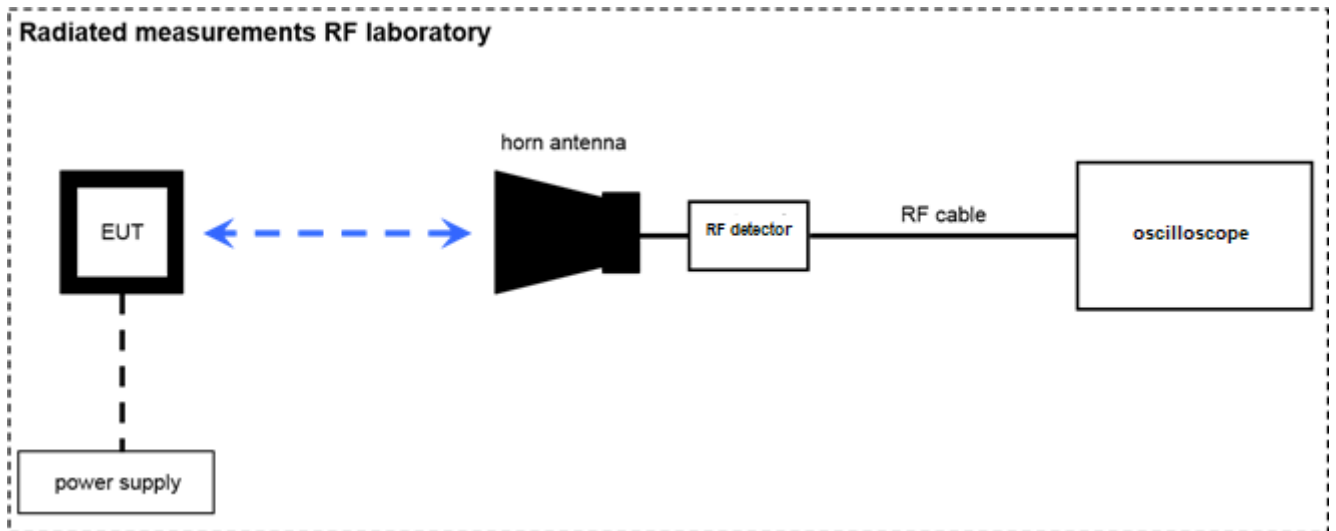 Radiated measurements RF laboratory
horn antenna
EUT
RF detector
RF cable
oscilloscope
power supply